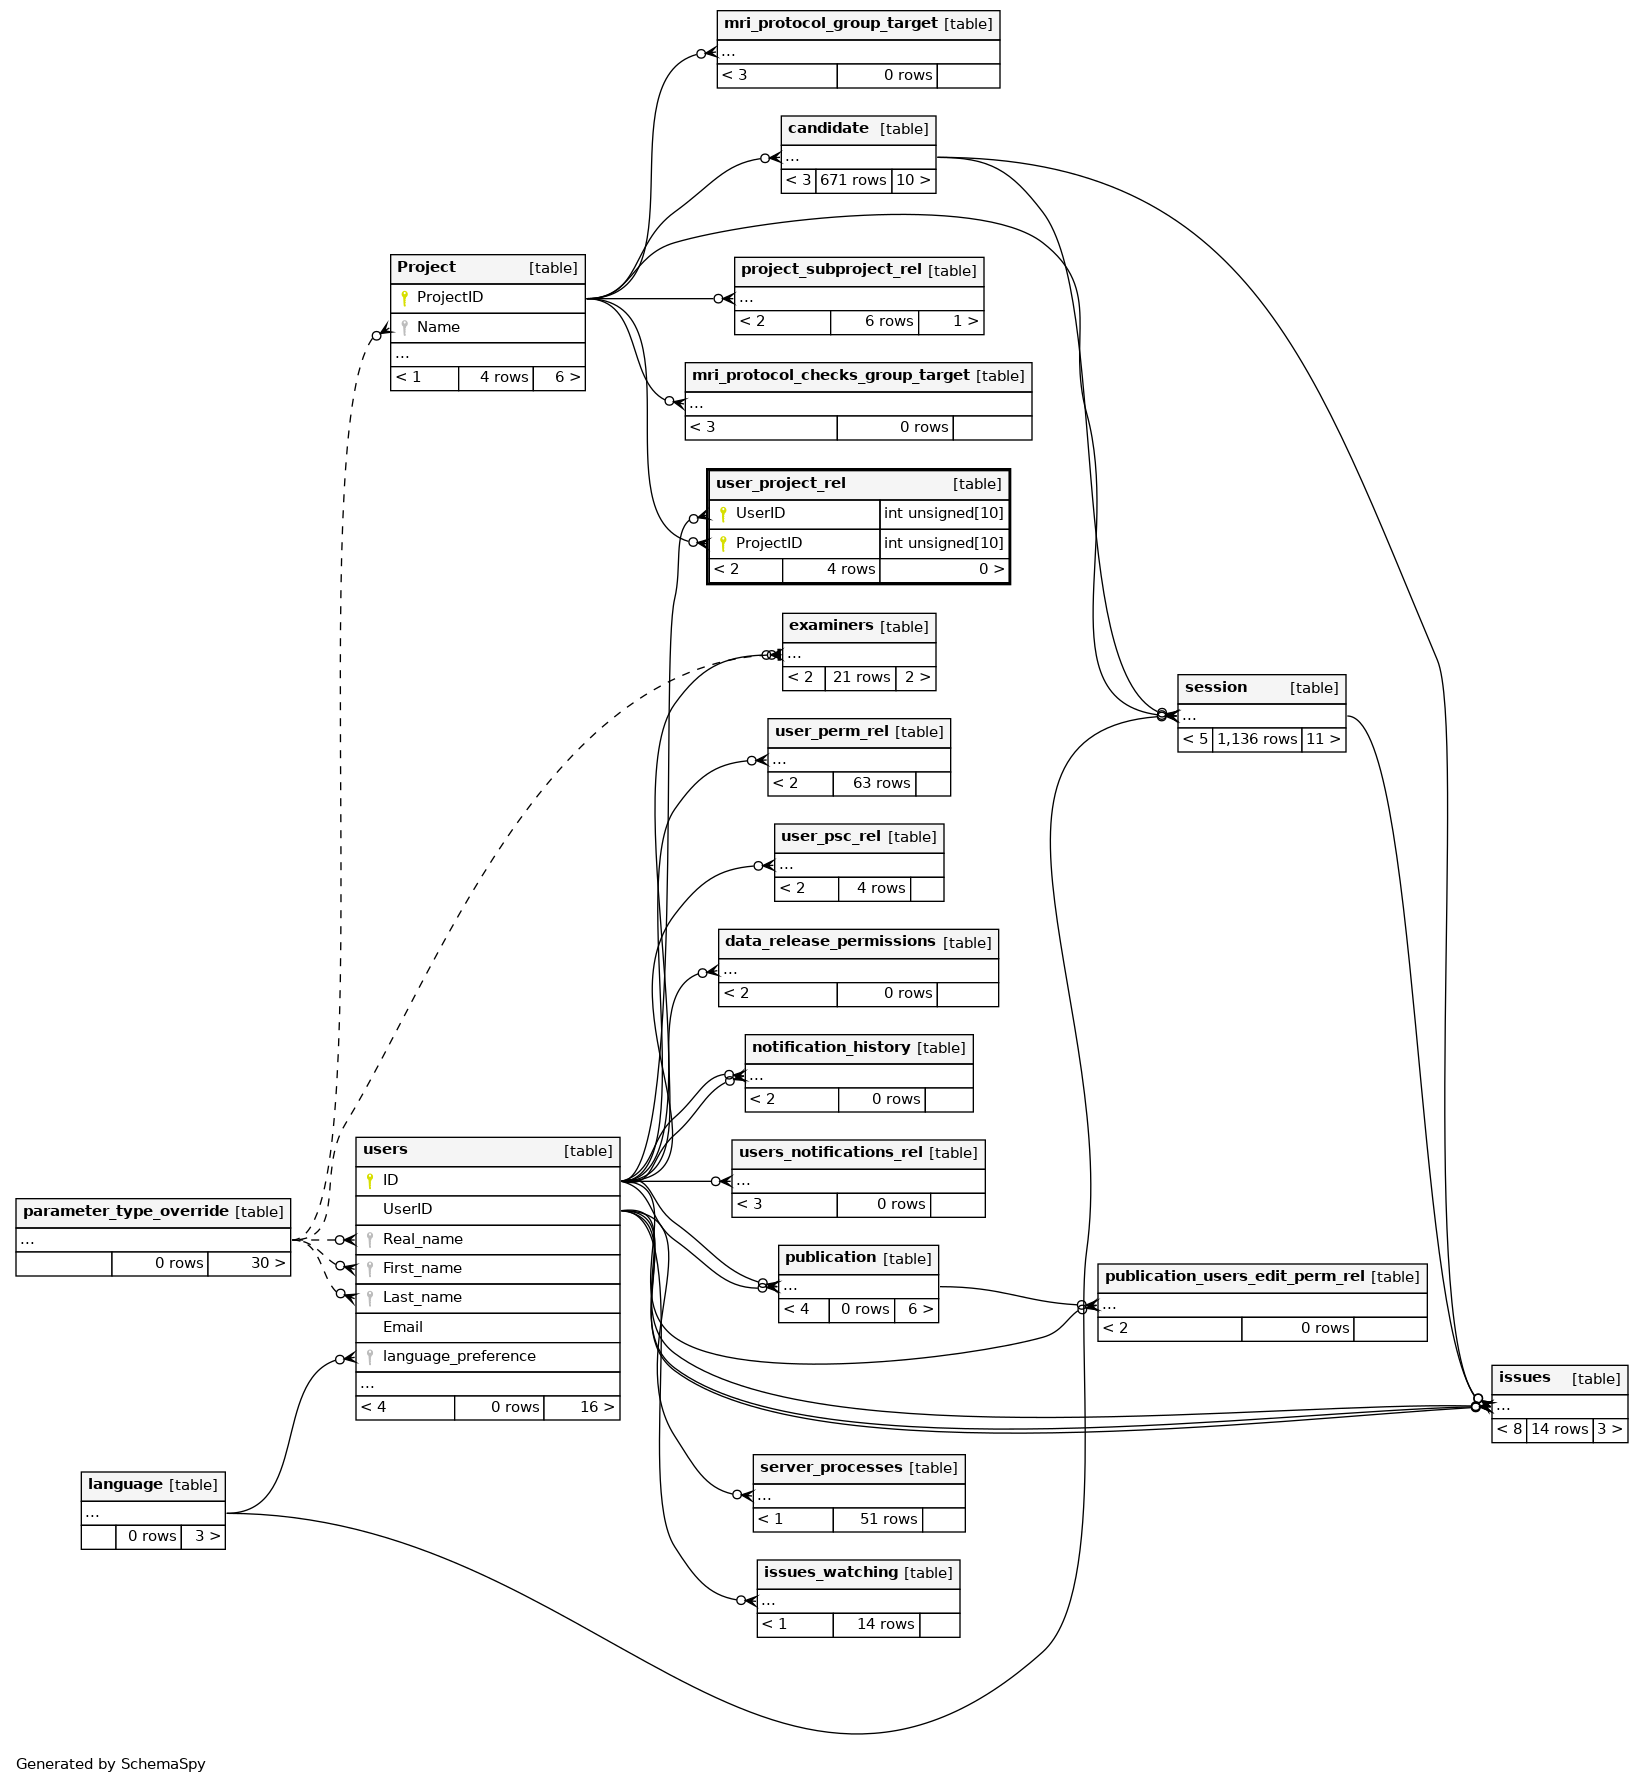 mri_protocol_group_target [table]
...
< 3 0 rows
candidate [table]
...
< 3 671 rows 10 >
Project [table]
ProjectID
Name
...
< 1 4 rows 6 >
project_subproject_rel [table]
...
< 2 6 rows 1 >
mri_protocol_checks_group_target [table]
...
< 3 0 rows
user_project_rel [table]
UserID int unsigned[10]
ProjectID int unsigned[10]
< 2 4 rows 0 >
examiners [table]
...
< 2 21 rows 2 >
session [table]
...
< 5 1,136 rows 11 >
user_perm_rel [table]
...
< 2 63 rows
user_psc_rel [table]
...
< 2 4 rows
data_release_permissions [table]
...
< 2 0 rows
notification_history [table]
...
< 2 0 rows
users [table]
ID
UserID
Real_name
First_name
Last_name
Email
language_preference
...
< 4 0 rows 16 >
users_notifications_rel [table]
...
< 3 0 rows
parameter_type_override [table]
...
0 rows 30 >
publication [table]
...
< 4 0 rows 6 >
publication_users_edit_perm_rel [table]
...
< 2 0 rows
issues [table]
...
< 8 14 rows 3 >
server_processes [table]
...
< 1 51 rows
language [table]
...
0 rows 3 >
issues_watching [table]
...
< 1 14 rows
Generated by SchemaSpy